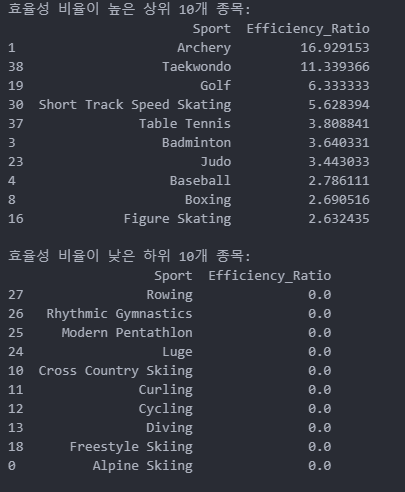 효율성 비율이 높은 상위 10개 종목:
Sport Efficiency_Ratio
1 Archery 16.929153
38 Taekwondo 11.339366
19 Golf 6.333333
30 Short Track Speed Skating 5.628394
37 Table Tennis 3.808841
3 Badminton 3.640331
23 Judo 3.443033
4 Baseball 2.786111
8 Boxing 2.690516
16 Figure Skating 2.632435
효율성 비율이 낮은 하위 10개 종목:
Sport Efficiency_Ratio
27 Rowing 0.0
26 Rhythmic Gymnastics 0.0
25 Modern Pentathlon 0.0
24 Luge 0.0
10 Cross Country Skiing 0.0
11 Curling 0.0
12 Cycling 0.0
13 Diving 0.0
18 Freestyle Skiing 0.0
0 Alpine Skiing 0.0